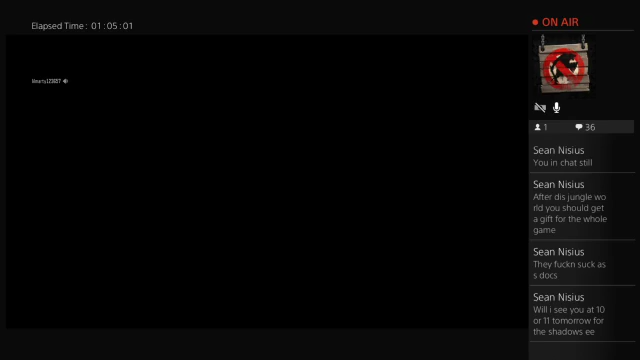 Elapsed Time : 01:05:01
ON AIR
1
36
Sean Nisius
You in chat still
Sean Nisius
After dis jungle wo
rld you should get
a gift for the whole
game
Sean Nisius
They fuckn suck as
s docs
Sean Nisius
Will i see you at 10
or 11 tomorrow for
the shadows ee